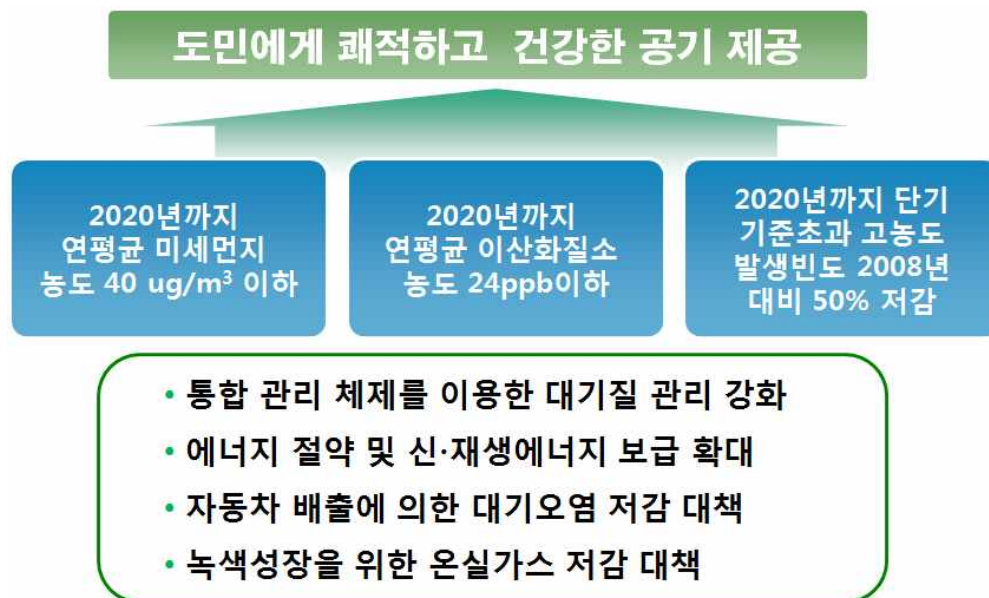 도민에게 쾌적하고 건강한 공기 제공
2020년까지
연평균 미세먼지
농도 40 ug/m³ 이하
2020년까지
연평균 이산화질소
농도 24ppb이하
2020년까지 단기
기준초과 고농도
발생빈도 2008년
대비 50% 저감
• 통합 관리 체제를 이용한 대기질 관리 강화
• 에너지 절약 및 신·재생에너지 보급 확대
• 자동차 배출에 의한 대기오염 저감 대책
• 녹색성장을 위한 온실가스 저감 대책